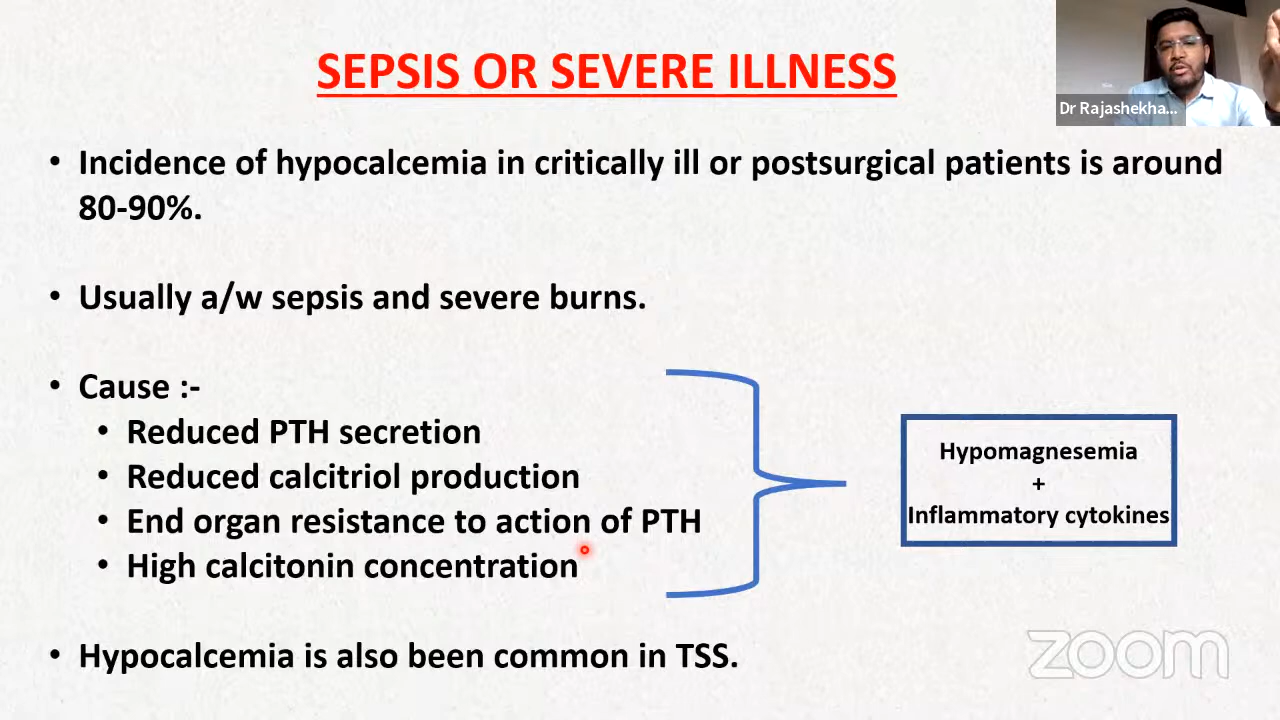 SEPSIS OR SEVERE ILLNESS
Dr Rajashekha...
• Incidence of hypocalcemia in critically ill or postsurgical patients is around
80-90%.
• Usually a/w sepsis and severe burns.
• Cause :-
• Reduced PTH secretion
• Reduced calcitriol production
• End organ resistance to action of PTH
• High calcitonin concentration
Hypomagnesemia
+
Inflammatory cytokines
• Hypocalcemia is also been common in TSS.
zoom